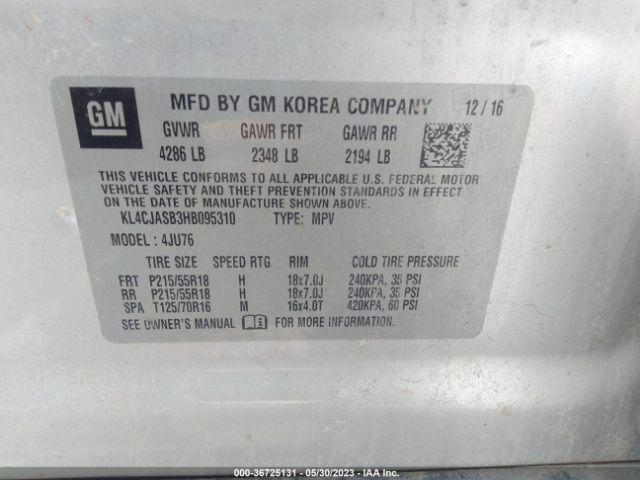 GM
MFD BY GM KOREA COMPANY 12/16
GVWR GAWR FRT GAWR RR
4286 LB 2348 LB 2194 LB
THIS VEHICLE CONFORMS TO ALL APPLICABLE U.S. FEDERAL MOTOR
VEHICLE SAFETY AND THEFT PREVENTION STANDARDS IN EFFECT
ON THE DATE OF MANUFACTURE SHOWN ABOVE.
KL4CJASB3HB095310 TYPE: MPV
MODEL: 4JU76
TIRE SIZE SPEED RTG RIM COLD TIRE PRESSURE
FRT P215/55R18 H 18x7.0J 240KPA, 35 PSI
RR P215/55R18 H 18x7.0J 240KPA, 35 PSI
SPA T125/70R16 M 16x4.0T 420KPA, 60 PSI
SEE OWNER'S MANUAL FOR MORE INFORMATION.
000-36725131 - 05/30/2023 - IAA Inc.